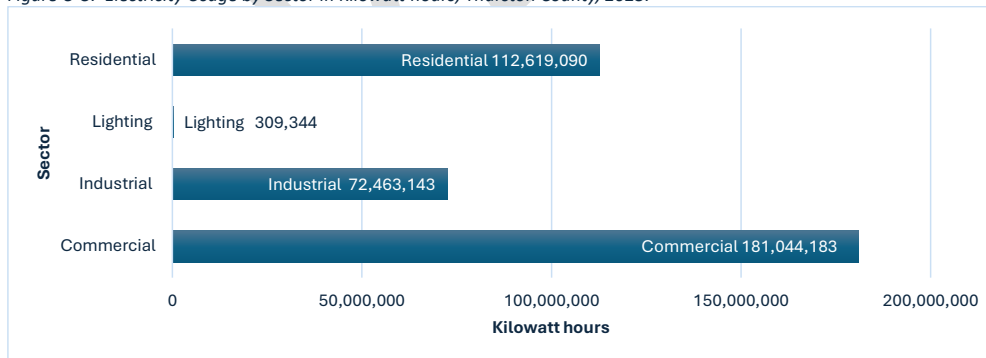 Residential
Residential 112,619,090
Lighting
Lighting 309,344
Industrial
Industrial 72,463,143
Commercial
Commercial 181,044,183
Sector
0
50,000,000
100,000,000
150,000,000
200,000,000
Kilowatt hours